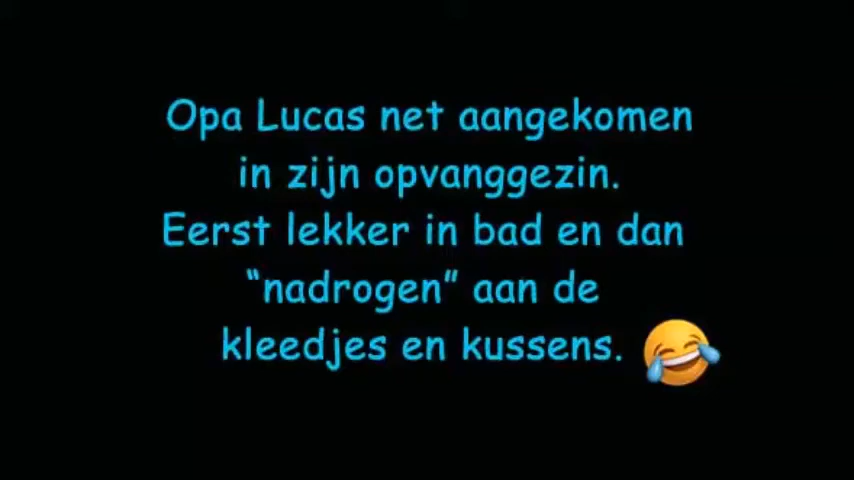 Opa Lucas net aangekomen
in zijn opvanggezin.
Eerst lekker in bad en dan
“nadrogen” aan de
kleedjes en kussens. 😂